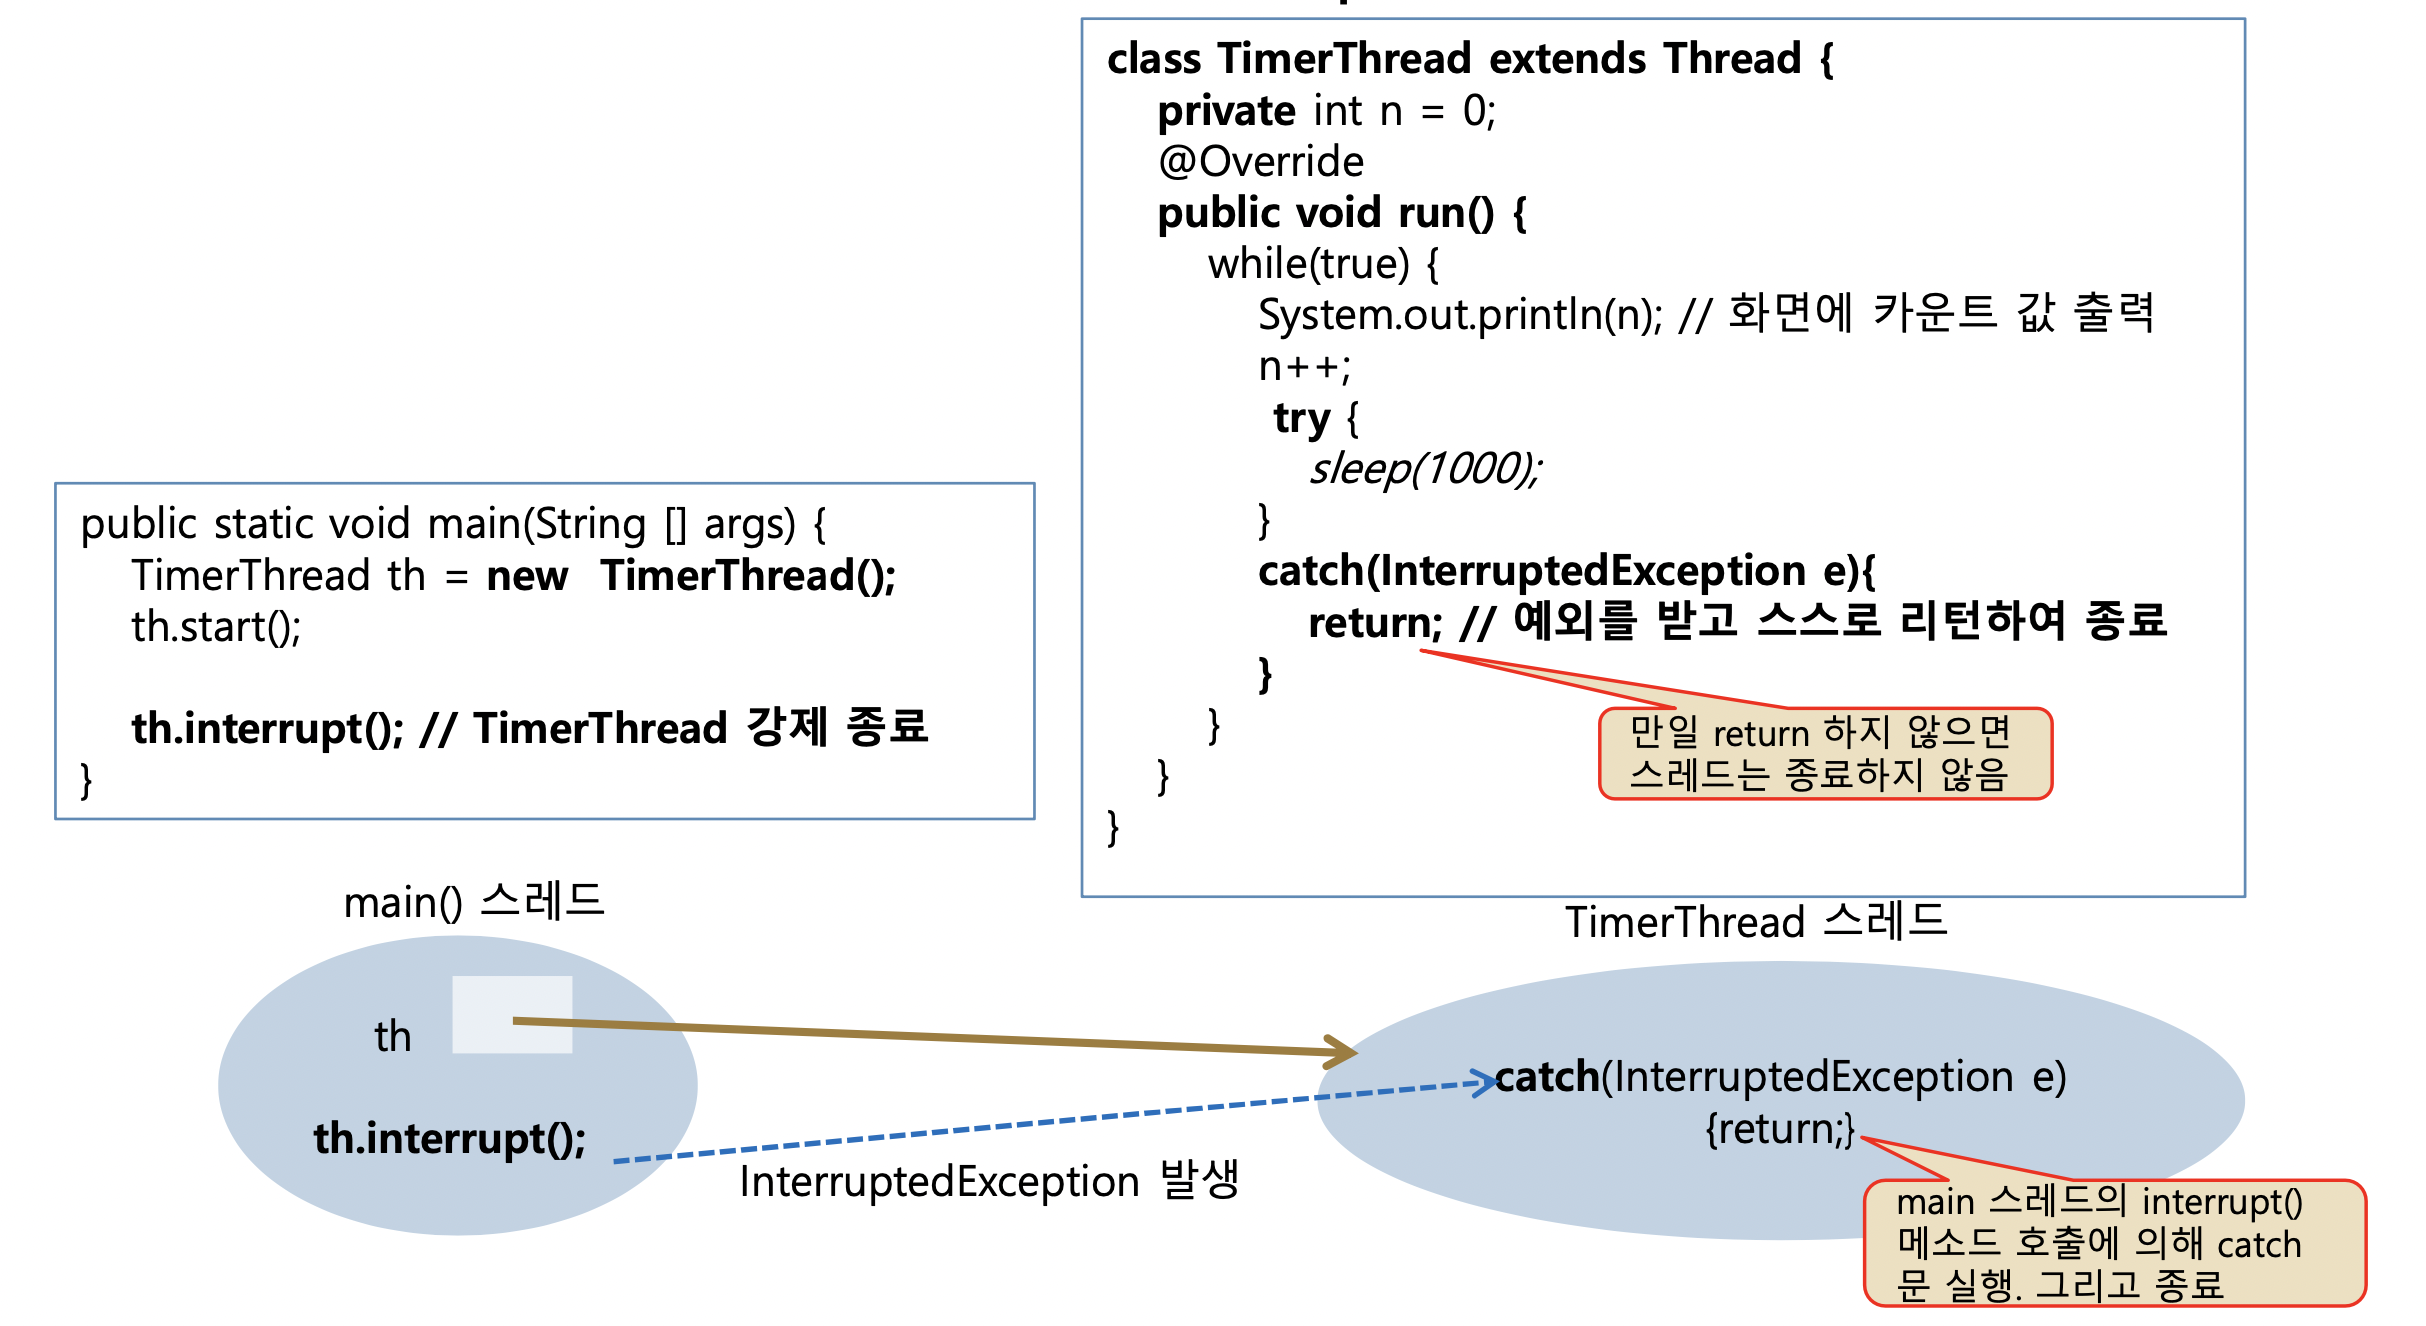 class TimerThread extends Thread {
private int n = 0;
@Override
public void run() {
while(true) {
System.out.println(n); // 화면에 카운트 값 출력
n++;
try {
sleep(1000);
}
catch(InterruptedException e){
return; // 예외를 받고 스스로 리턴하여 종료
}
}
}
}
만일 return 하지 않으면
스레드는 종료하지 않음
public static void main(String [] args) {
TimerThread th = new TimerThread();
th.start();
th.interrupt(); // TimerThread 강제 종료
}
main() 스레드
th
th.interrupt();
InterruptedException 발생
TimerThread 스레드
catch(InterruptedException e)
{return;}
main 스레드의 interrupt()
메소드 호출에 의해 catch
문 실행. 그리고 종료